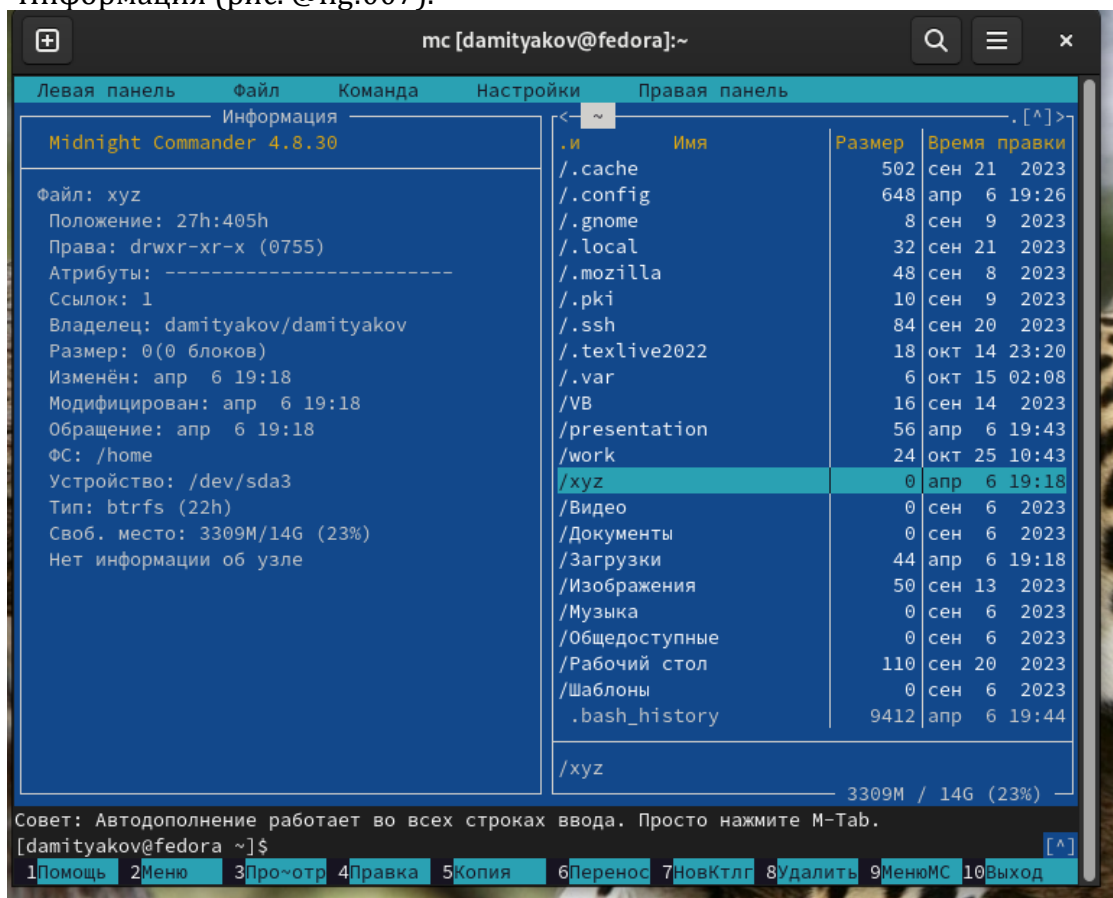 Информация (рис. @fig:007).
mc [damityakov@fedora]:~
Левая панель Файл Команда Настройки Правая панель
Информация
Midnight Commander 4.8.30
Файл: xyz
Положение: 27h:405h
Права: drwxr-xr-x (0755)
Атрибуты: -------------------------
Ссылок: 1
Владелец: damityakov/damityakov
Размер: 0(0 блоков)
Изменён: апр 6 19:18
Модифицирован: апр 6 19:18
Обращение: апр 6 19:18
ФС: /home
Устройство: /dev/sda3
Тип: btrfs (22h)
Своб. место: 3309M/14G (23%)
Нет информации об узле
<─ ~ .[^]>
.и Имя Размер Время правки
/.cache 502 сен 21 2023
/.config 648 апр 6 19:26
/.gnome 8 сен 9 2023
/.local 32 сен 21 2023
/.mozilla 48 сен 8 2023
/.pki 10 сен 9 2023
/.ssh 84 сен 20 2023
/.texlive2022 18 окт 14 23:20
/.var 6 окт 15 02:08
/VB 16 сен 14 2023
/presentation 56 апр 6 19:43
/work 24 окт 25 10:43
/xyz 0 апр 6 19:18
/Видео 0 сен 6 2023
/Документы 0 сен 6 2023
/Загрузки 44 апр 6 19:18
/Изображения 50 сен 13 2023
/Музыка 0 сен 6 2023
/Общедоступные 0 сен 6 2023
/Рабочий стол 110 сен 20 2023
/Шаблоны 0 сен 6 2023
.bash_history 9412 апр 6 19:44
/xyz
3309M / 14G (23%)
Совет: Автодополнение работает во всех строках ввода. Просто нажмите M-Tab.
[damityakov@fedora ~]$ [^]
1Помощь 2Меню 3Про~отр 4Правка 5Копия 6Перенос 7НовКтлг 8Удалить 9МенюMC 10Выход